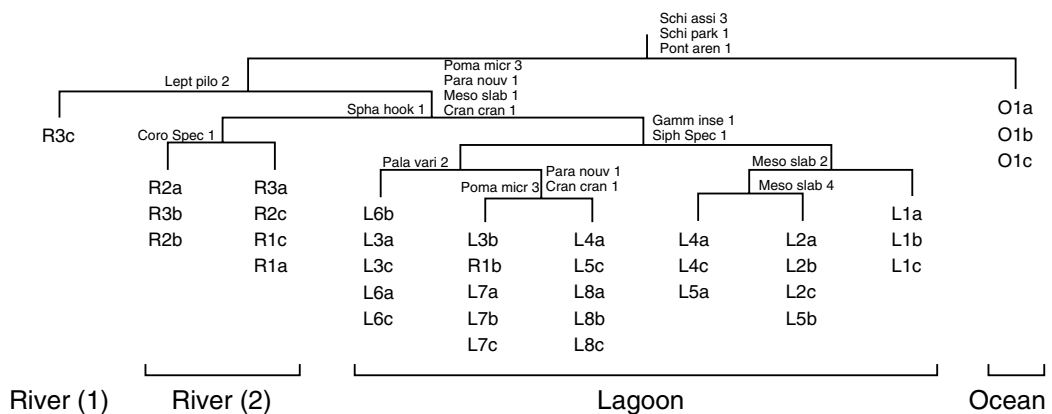 Schi assi 3
Schi park 1
Pont aren 1
Lept pilo 2
Poma micr 3
Para nouv 1
Meso slab 1
Cran cran 1
R3c
Spha hook 1
O1a
O1b
O1c
Coro Spec 1
Gamm inse 1
Siph Spec 1
R2a
R3b
R2b
R3a
R2c
R1c
R1a
Pala vari 2
Para nouv 1
Cran cran 1
Poma micr 3
Meso slab 2
Meso slab 4
L6b
L3a
L3c
L6a
L6c
L3b
R1b
L7a
L7b
L7c
L4a
L5c
L8a
L8b
L8c
L4a
L4c
L5a
L2a
L2b
L2c
L5b
L1a
L1b
L1c
River (1)
River (2)
Lagoon
Ocean